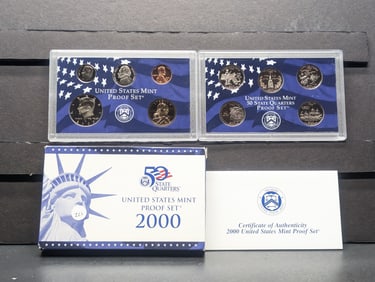 UNITED STATES MINT
PROOF SET
UNITED STATES MINT
50 STATE QUARTERS
PROOF SET
50
STATE
QUARTERS
UNITED STATES MINT
PROOF SET
2000
Certificate of Authenticity
2000 United States Mint Proof Set